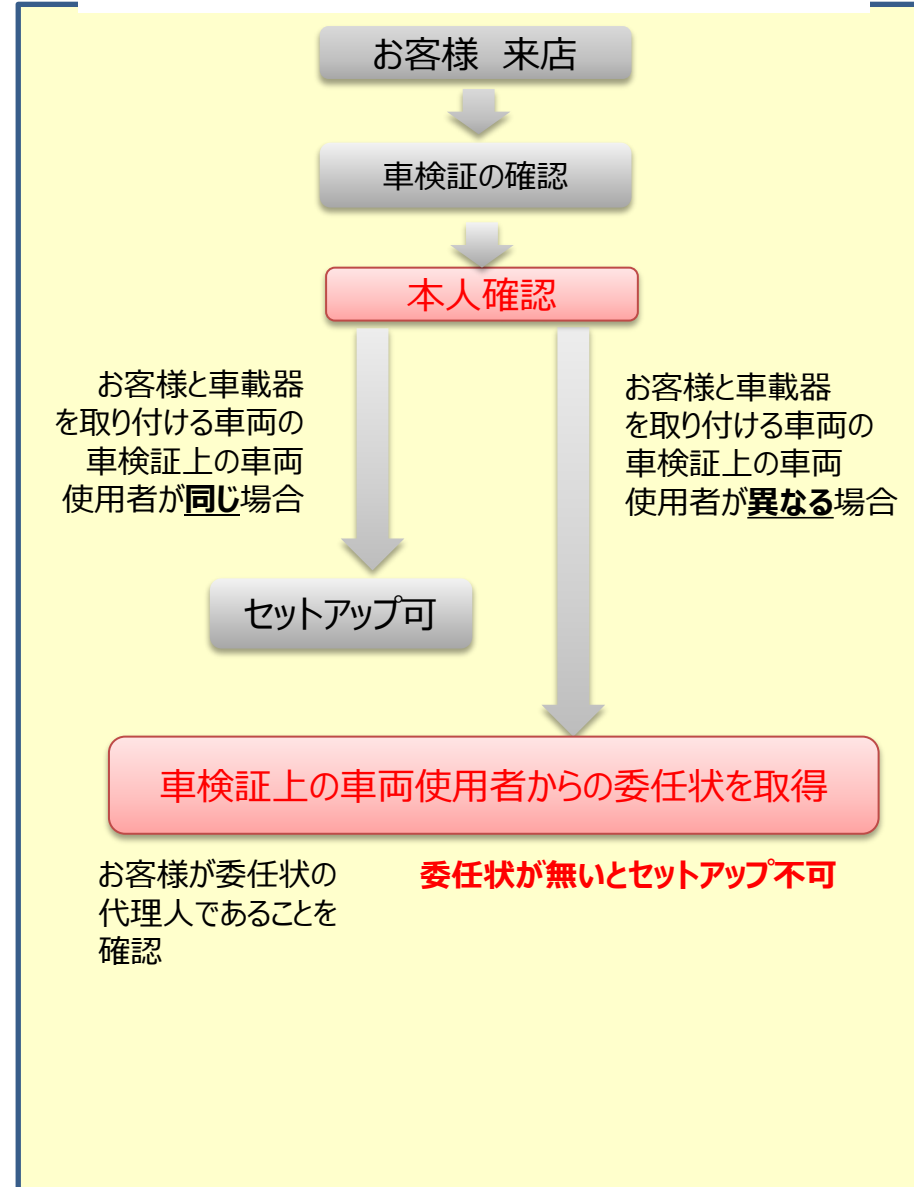 お客様 来店
車検証の確認
本人確認
お客様と車載器
を取り付ける車両の
車検証上の車両
使用者が同じ場合
お客様と車載器
を取り付ける車両の
車検証上の車両
使用者が異なる場合
セットアップ可
車検証上の車両使用者からの委任状を取得
お客様が委任状の
代理人であることを
確認
委任状が無いとセットアップ不可